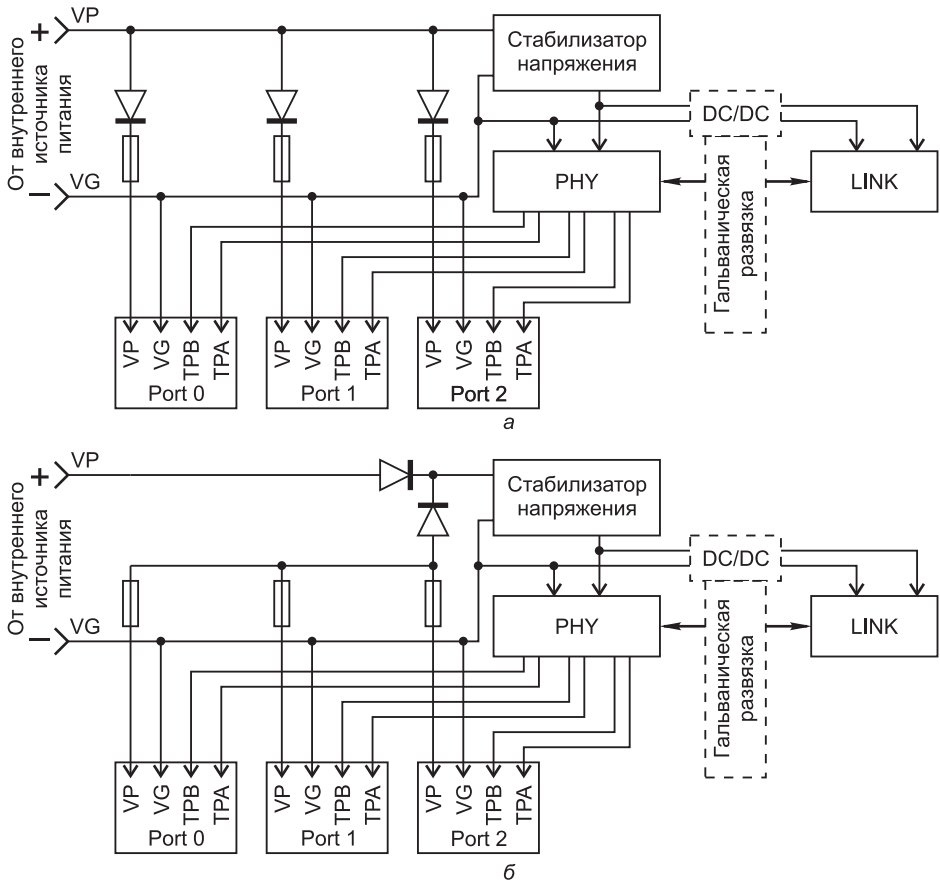 + VP
Стабилизатор
напряжения
От внутреннего
источника
питания
DC/DC
− VG
PHY
Гальваническая
развязка
LINK
VP VG TPB TPA
Port 0
VP VG TPB TPA
Port 1
VP VG TPB TPA
Port 2
а
+ VP
Стабилизатор
напряжения
От внутреннего
источника
питания
DC/DC
− VG
PHY
Гальваническая
развязка
LINK
VP VG TPB TPA
Port 0
VP VG TPB TPA
Port 1
VP VG TPB TPA
Port 2
б